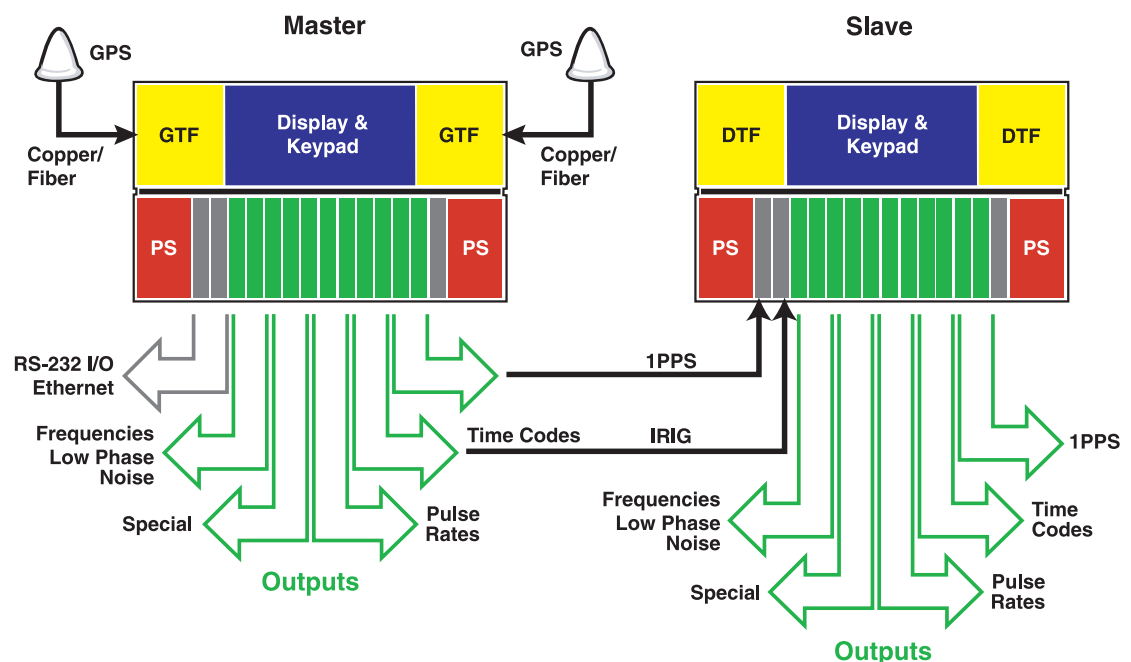 Master
Slave
GPS
GPS
GTF
Display &
Keypad
GTF
DTF
Display &
Keypad
DTF
Copper/
Fiber
Copper/
Fiber
PS
PS
PS
PS
RS-232 I/O
Ethernet
1PPS
Frequencies
Low Phase
Noise
Time Codes
IRIG
1PPS
Special
Pulse
Rates
Frequencies
Low Phase
Noise
Time
Codes
Outputs
Special
Pulse
Rates
Outputs